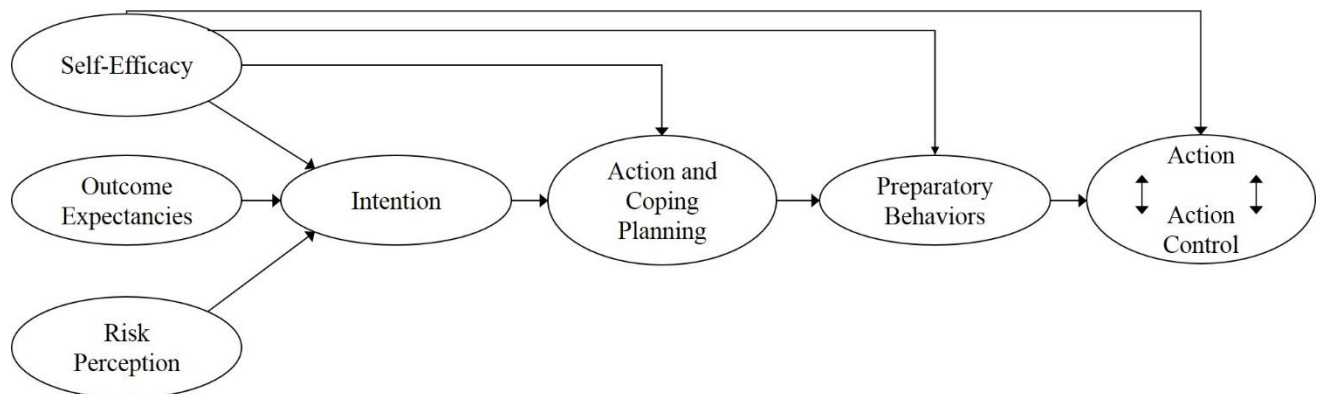 Self-Efficacy
Outcome
Expectancies
Risk
Perception
Intention
Action and
Coping
Planning
Preparatory
Behaviors
Action
Action
Control